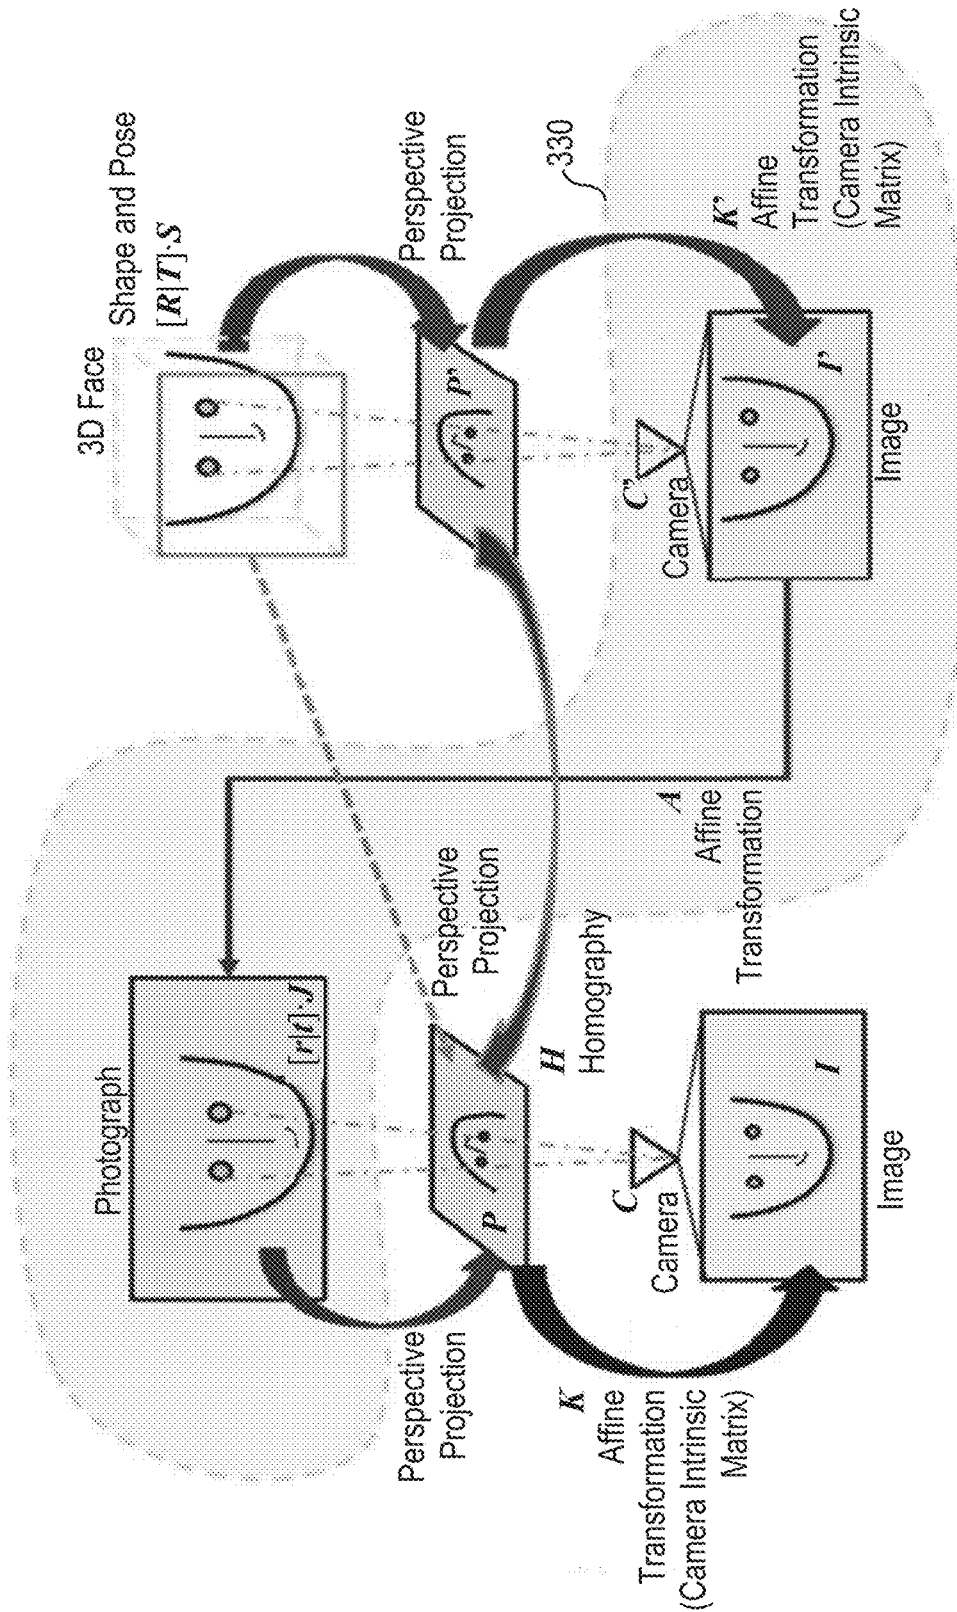 Photograph
[r|t]·J
Perspective
Projection
P
K
Affine
Transformation
(Camera Intrinsic
Matrix)
C
Camera
I
Image
Perspective
Projection
H
Homography
A
Affine
Transformation
3D Face
Shape and Pose
[R|T]·S
Perspective
Projection
P'
330
C'
Camera
K'
Affine
Transformation
(Camera Intrinsic
Matrix)
I'
Image